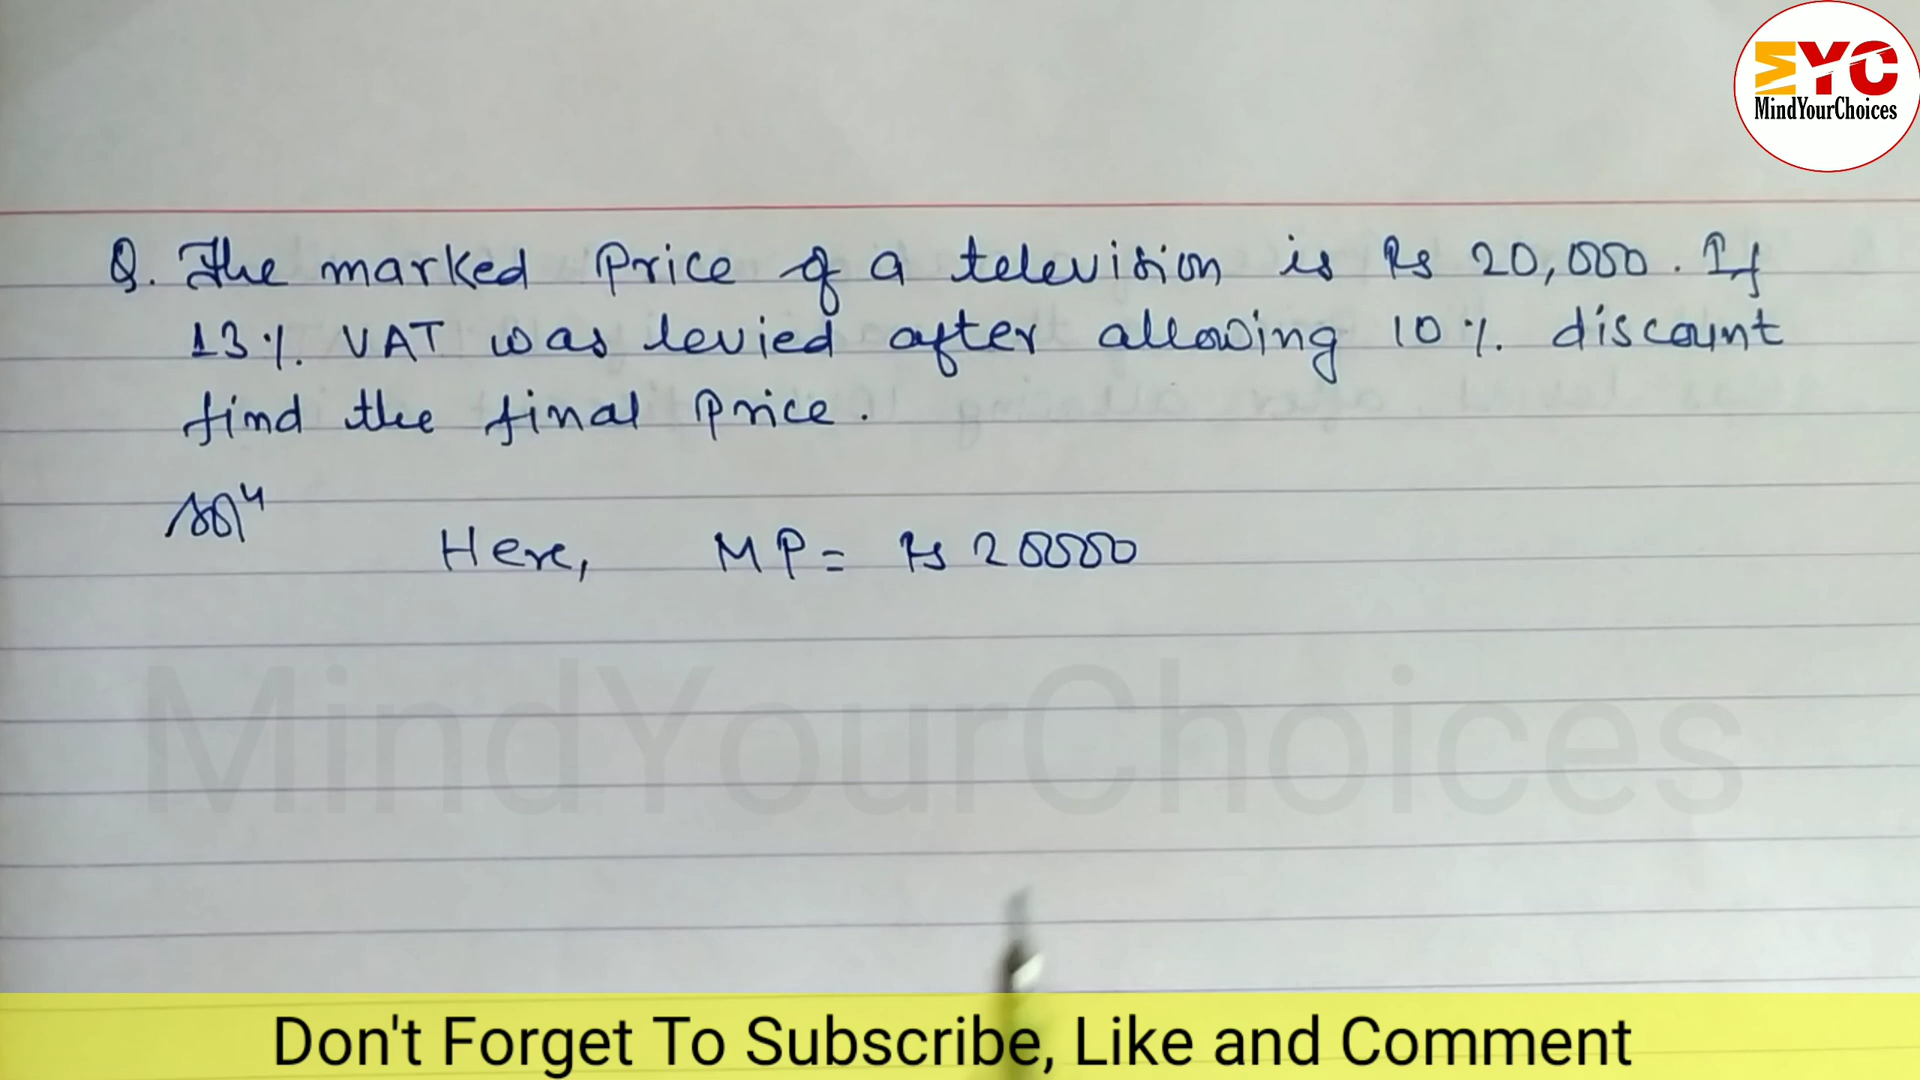 MYC
MindYourChoices
Q. The marked Price of a television is Rs 20,000. If
13%. VAT was levied after allowing 10%. discount
find the final Price.
Solⁿ
Here, MP = Rs 20000
MindYourChoices
Don't Forget To Subscribe, Like and Comment